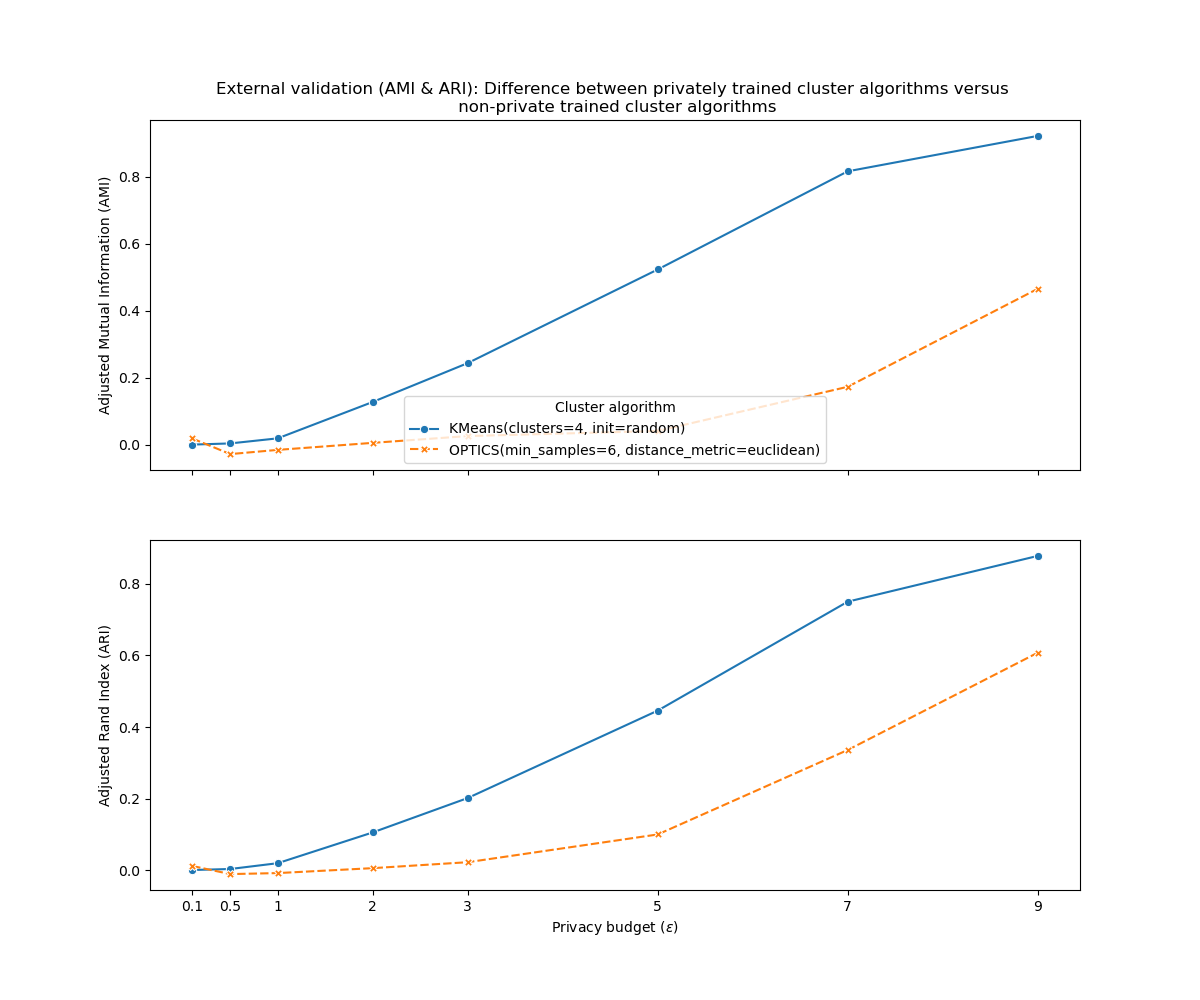 External validation (AMI & ARI): Difference between privately trained cluster algorithms versus
non-private trained cluster algorithms
Adjusted Mutual Information (AMI)
0.8
0.6
0.4
0.2
0.0
Cluster algorithm
KMeans(clusters=4, init=random)
OPTICS(min_samples=6, distance_metric=euclidean)
Adjusted Rand Index (ARI)
0.8
0.6
0.4
0.2
0.0
0.1 0.5 1 2 3 5 7 9
Privacy budget (ε)